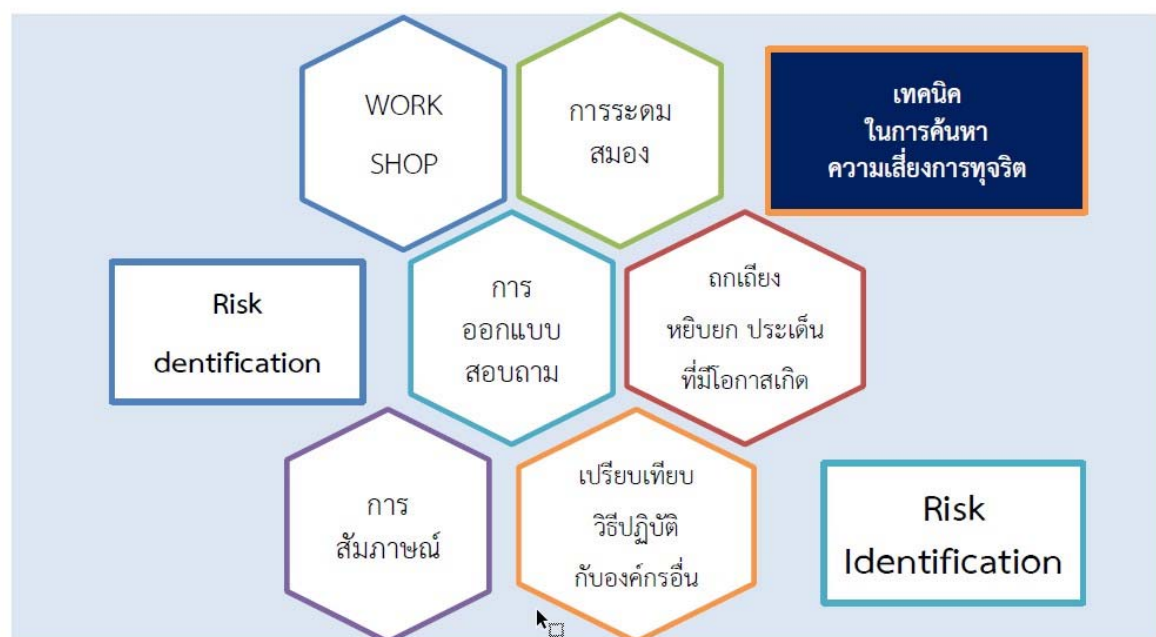 WORK
SHOP
การระดม
สมอง
เทคนิค
ในการค้นหา
ความเสี่ยงการทุจริต
Risk
dentification
การ
ออกแบบ
สอบถาม
ถกเถียง
หยิบยก ประเด็น
ที่มีโอกาสเกิด
การ
สัมภาษณ์
เปรียบเทียบ
วิธีปฏิบัติ
กับองค์กรอื่น
Risk
Identification